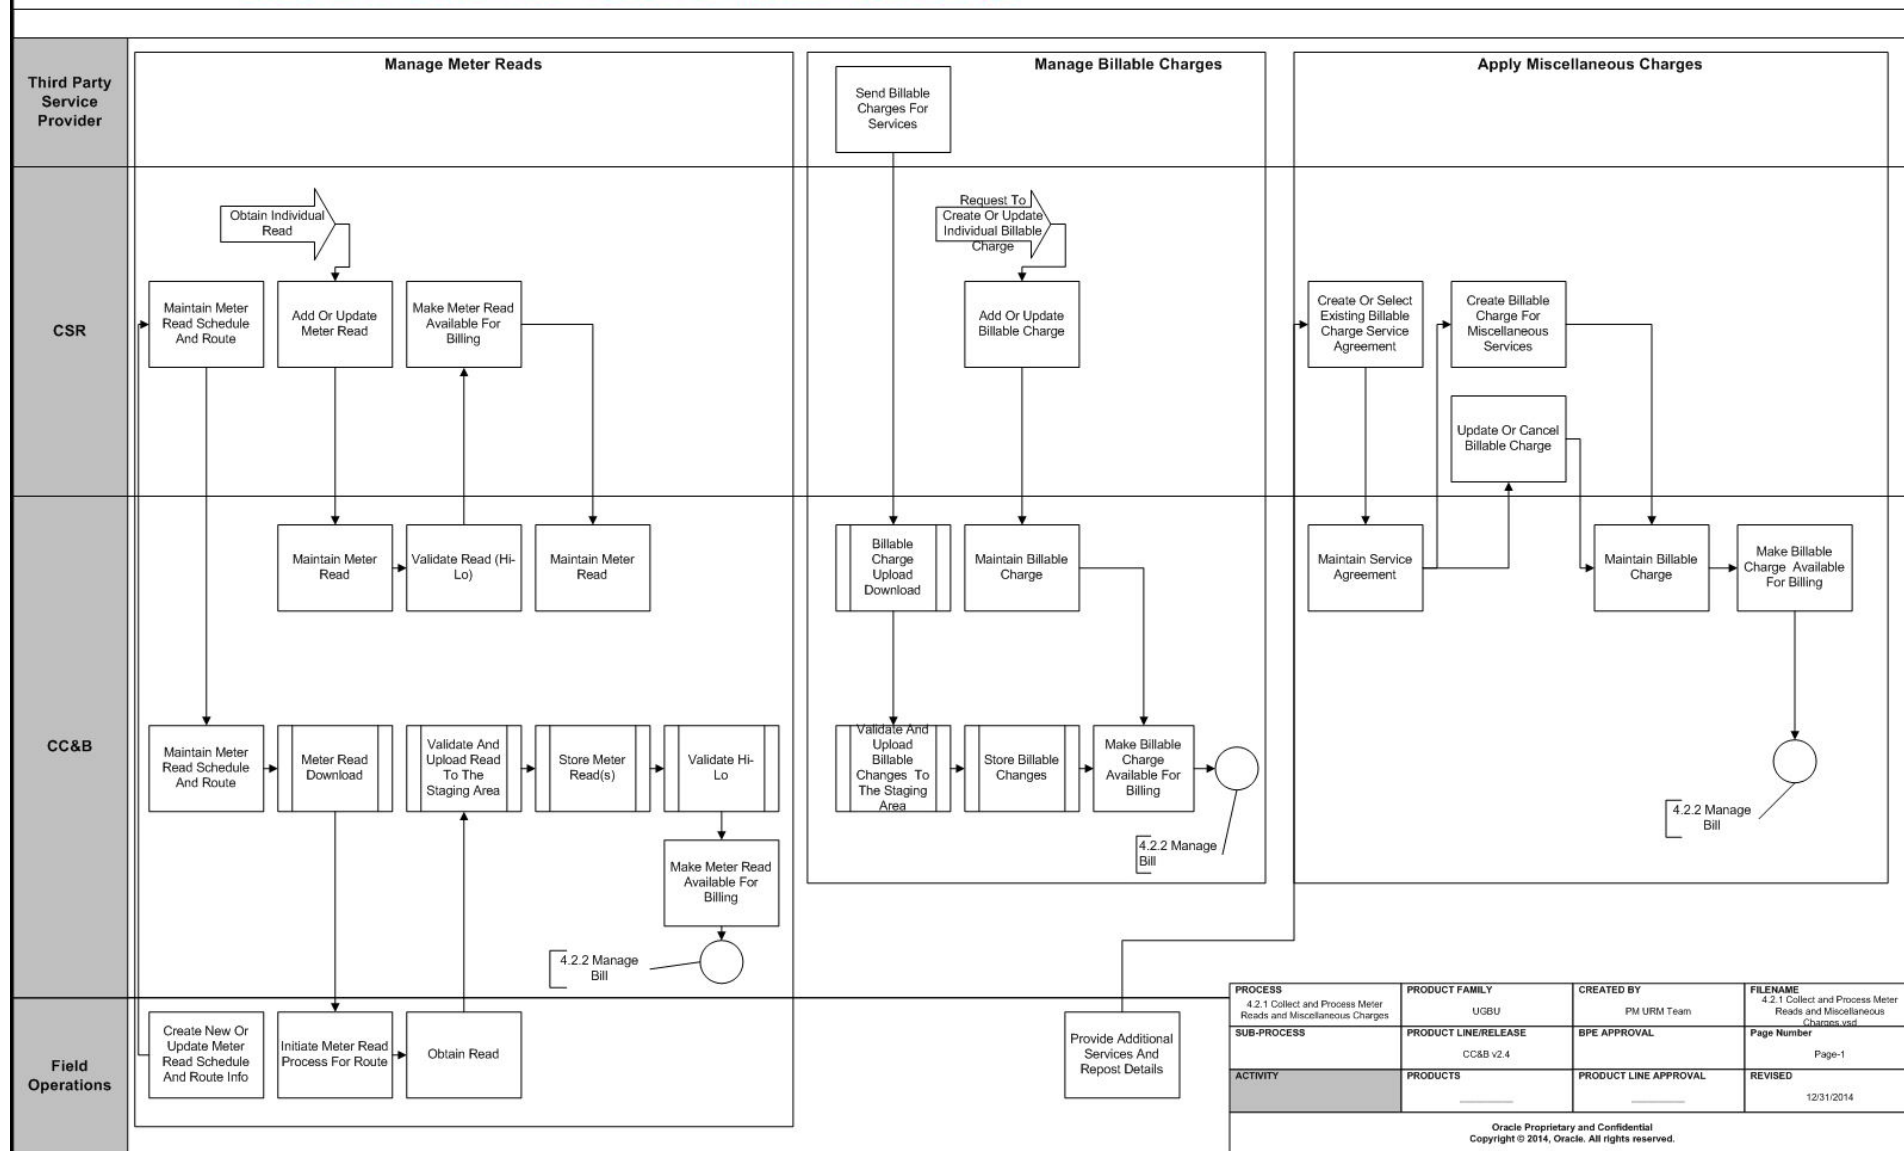 Manage Meter Reads
Manage Billable Charges
Apply Miscellaneous Charges
Third Party
Service
Provider
Send Billable
Charges For
Services
CSR
Obtain Individual
Read
Request To
Create Or Update
Individual Billable
Charge
Maintain Meter
Read Schedule
And Route
Add Or Update
Meter Read
Make Meter Read
Available For
Billing
Add Or Update
Billable Charge
Create Or Select
Existing Billable
Charge Service
Agreement
Create Billable
Charge For
Miscellaneous
Services
Update Or Cancel
Billable Charge
CC&B
Maintain Meter
Read
Validate Read (Hi-
Lo)
Maintain Meter
Read
Billable
Charge
Upload
Download
Maintain Billable
Charge
Maintain Service
Agreement
Maintain Billable
Charge
Make Billable
Charge Available
For Billing
Maintain Meter
Read Schedule
And Route
Meter Read
Download
Validate And
Upload Read
To The
Staging Area
Store Meter
Read(s)
Validate Hi-
Lo
Validate And
Upload
Billable
Changes To
The Staging
Area
Store Billable
Changes
Make Billable
Charge
Available For
Billing
4.2.2 Manage
Bill
4.2.2 Manage
Bill
Make Meter Read
Available For
Billing
4.2.2 Manage
Bill
Field
Operations
Create New Or
Update Meter
Read Schedule
And Route Info
Initiate Meter Read
Process For Route
Obtain Read
Provide Additional
Services And
Repost Details
PROCESS
4.2.1 Collect and Process Meter
Reads and Miscellaneous Charges
PRODUCT FAMILY
UGBU
CREATED BY
PM URM Team
FILENAME
4.2.1 Collect and Process Meter
Reads and Miscellaneous
Charges.vsd
SUB-PROCESS
PRODUCT LINE/RELEASE
CC&B v2.4
BPE APPROVAL
Page Number
Page-1
ACTIVITY
PRODUCTS
PRODUCT LINE APPROVAL
REVISED
12/31/2014
Oracle Proprietary and Confidential
Copyright © 2014, Oracle. All rights reserved.